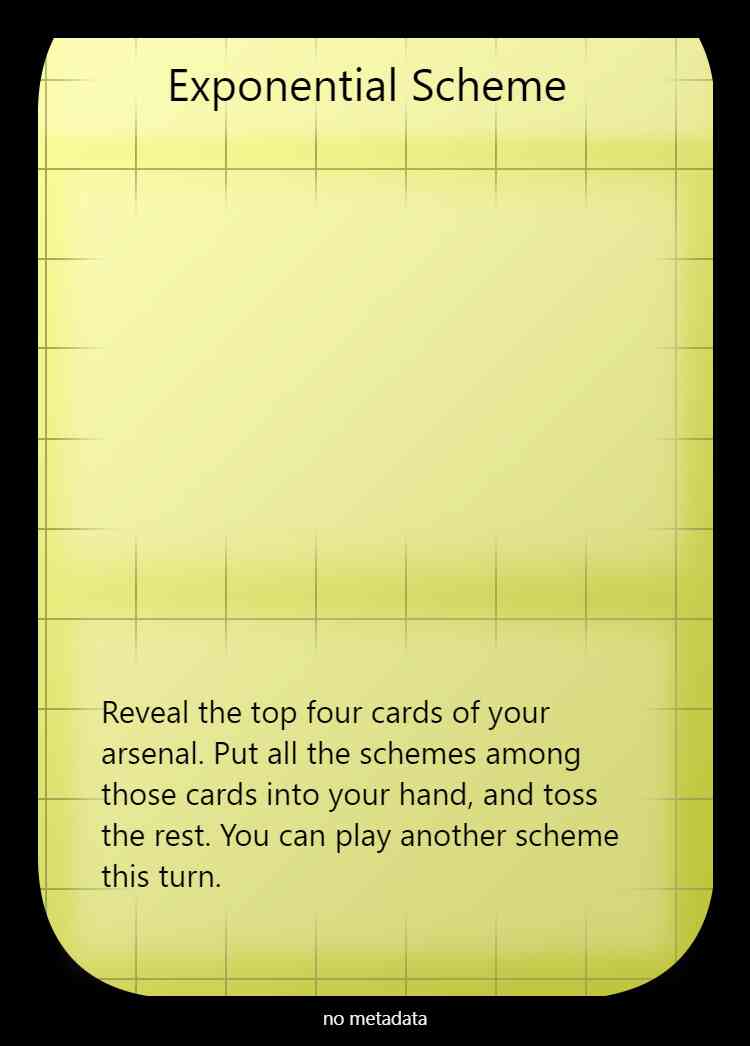 Exponential Scheme
Reveal the top four cards of your
arsenal. Put all the schemes among
those cards into your hand, and toss
the rest. You can play another scheme
this turn.
no metadata